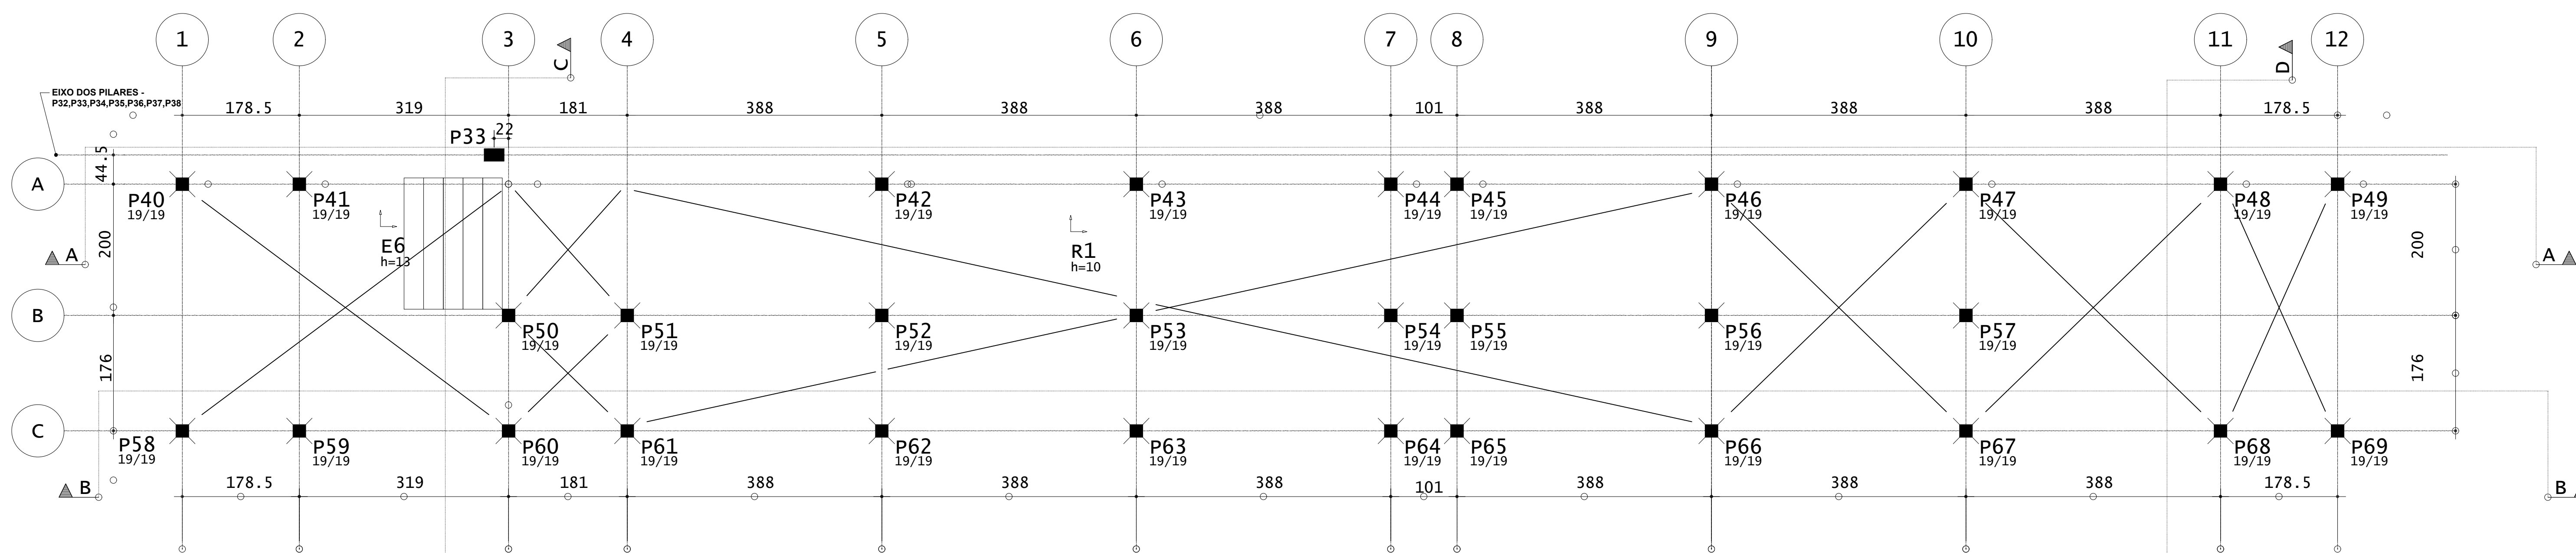 1 2 3 4 5 6 7 8 9 10 11 12
C D
EIXO DOS PILARES -
P32,P33,P34,P35,P36,P37,P38
178.5 319 181 388 388 388 101 388 388 388 178.5
P33 22
44.5
A
P40 P41 P42 P43 P44 P45 P46 P47 P48 P49
19/19 19/19 19/19 19/19 19/19 19/19 19/19 19/19 19/19 19/19
200 E6 R1 200
h=13 h=10
A A
B
P50 P51 P52 P53 P54 P55 P56 P57
19/19 19/19 19/19 19/19 19/19 19/19 19/19 19/19
176 176
C
P58 P59 P60 P61 P62 P63 P64 P65 P66 P67 P68 P69
19/19 19/19 19/19 19/19 19/19 19/19 19/19 19/19 19/19 19/19 19/19 19/19
B B
178.5 319 181 388 388 388 101 388 388 388 178.5